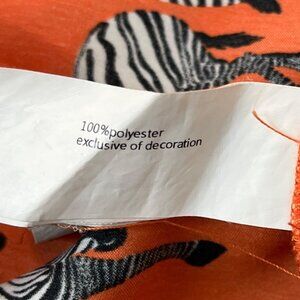 100%polyester
exclusive of decoration